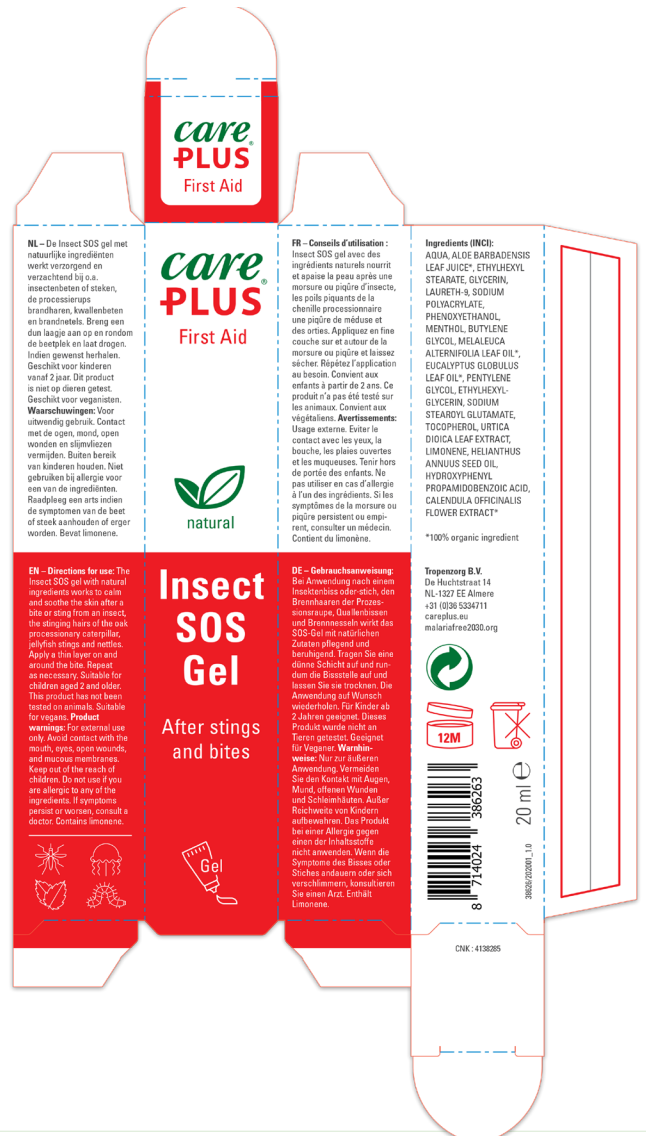 care
PLUS®
First Aid
NL – De Insect SOS gel met
natuurlijke ingrediënten
werkt verzorgend en
verzachtend bij o.a.
insectenbeten of steken,
de processierups
brandharen, kwallenbeten
en brandnetels. Breng een
dun laagje aan op en rondom
de beetplek en laat drogen.
Indien gewenst herhalen.
Geschikt voor kinderen
vanaf 2 jaar. Dit product
is niet op dieren getest.
Geschikt voor veganisten.
Waarschuwingen: Voor
uitwendig gebruik. Contact
met de ogen, mond, open
wonden en slijmvliezen
vermijden. Buiten bereik
van kinderen houden. Niet
gebruiken bij allergie voor
een van de ingrediënten.
Raadpleeg een arts indien
de symptomen van de beet
of steek aanhouden of erger
worden. Bevat limonene.
EN – Directions for use: The
Insect SOS gel with natural
ingredients works to calm
and soothe the skin after a
bite or sting from an insect,
the stinging hairs of the oak
processionary caterpillar,
jellyfish stings and nettles.
Apply a thin layer on and
around the bite. Repeat
as necessary. Suitable for
children aged 2 and older.
This product has not been
tested on animals. Suitable
for vegans. Product
warnings: For external use
only. Avoid contact with the
mouth, eyes, open wounds,
and mucous membranes.
Keep out of the reach of
children. Do not use if you
are allergic to any of the
ingredients. If symptoms
persist or worsen, consult a
doctor. Contains limonene.
care
PLUS®
First Aid
natural
Insect
SOS
Gel
After stings
and bites
Gel
FR – Conseils d'utilisation :
Insect SOS gel avec des
ingrédients naturels nourrit
et apaise la peau après une
morsure ou piqûre d'insecte,
les poils piquants de la
chenille processionnaire
une piqûre de méduse et
des orties. Appliquez en fine
couche sur et autour de la
morsure ou piqûre et laissez
sécher. Répétez l'application
au besoin. Convient aux
enfants à partir de 2 ans. Ce
produit n'a pas été testé sur
les animaux. Convient aux
végétaliens. Avertissements:
Usage externe. Eviter le
contact avec les yeux, la
bouche, les plaies ouvertes
et les muqueuses. Tenir hors
de portée des enfants. Ne
pas utiliser en cas d'allergie
à l'un des ingrédients. Si les
symptômes de la morsure ou
piqûre persistent ou empi-
rent, consulter un médecin.
Contient du limonène.
DE – Gebrauchsanweisung:
Bei Anwendung nach einem
Insektenbiss oder-stich, den
Brennhaaren der Prozes-
sionsraupe, Quallenbissen
und Brennnesseln wirkt das
SOS-Gel mit natürlichen
Zutaten pflegend und
beruhigend. Tragen Sie eine
dünne Schicht auf und run-
dum die Bissstelle auf und
lassen Sie sie trocknen. Die
Anwendung auf Wunsch
wiederholen. Für Kinder ab
2 Jahren geeignet. Dieses
Produkt wurde nicht an
Tieren getestet. Geeignet
für Veganer. Warnhin-
weise: Nur zur äußeren
Anwendung. Vermeiden
Sie den Kontakt mit Augen,
Mund, offenen Wunden
und Schleimhäuten. Außer
Reichweite von Kindern
aufbewahren. Das Produkt
bei einer Allergie gegen
einen der Inhaltsstoffe
nicht anwenden. Wenn die
Symptome des Bisses oder
Stiches andauern oder sich
verschlimmern, konsultieren
Sie einen Arzt. Enthält
Limonene.
Ingredients (INCI):
AQUA, ALOE BARBADENSIS
LEAF JUICE*, ETHYLHEXYL
STEARATE, GLYCERIN,
LAURETH-9, SODIUM
POLYACRYLATE,
PHENOXYETHANOL,
MENTHOL, BUTYLENE
GLYCOL, MELALEUCA
ALTERNIFOLIA LEAF OIL*,
EUCALYPTUS GLOBULUS
LEAF OIL*, PENTYLENE
GLYCOL, ETHYLHEXYL-
GLYCERIN, SODIUM
STEAROYL GLUTAMATE,
TOCOPHEROL, URTICA
DIOICA LEAF EXTRACT,
LIMONENE, HELIANTHUS
ANNUUS SEED OIL,
HYDROXYPHENYL
PROPAMIDOBENZOIC ACID,
CALENDULA OFFICINALIS
FLOWER EXTRACT*
*100% organic ingredient
Tropenzorg B.V.
De Huchtstraat 14
NL-1327 EE Almere
+31 (0)36 5334711
careplus.eu
malariafree2030.org
12M
8 714024 386263
20 ml e
38626/202001_1.0
CNK : 4138285